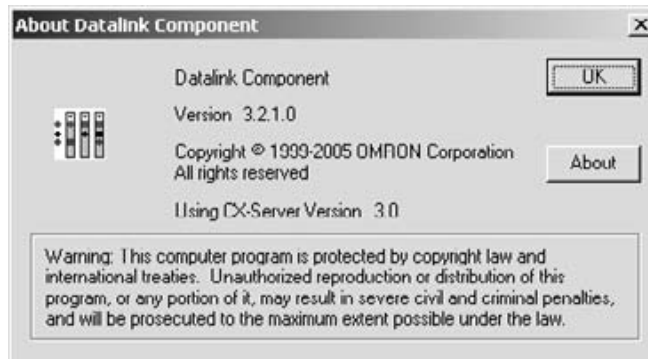 About Datalink Component
Datalink Component
UK
Version 3.2.1.0
Copyright © 1999-2005 OMRON Corporation
All rights reserved
About
Using CX-Server Version 3.0
Warning: This computer program is protected by copyright law and
international treaties. Unauthorized reproduction or distribution of this
program, or any portion of it, may result in severe civil and criminal penalties,
and will be prosecuted to the maximum extent possible under the law.